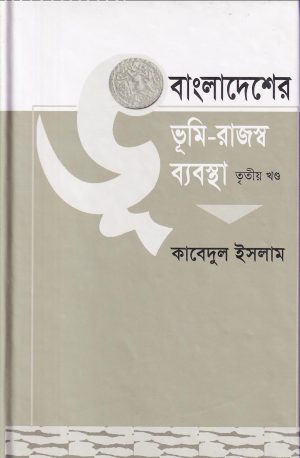 বাংলাদেশের
ভূমি-রাজস্ব
ব্যবস্থা তৃতীয় খণ্ড
কাবেদুল ইসলাম